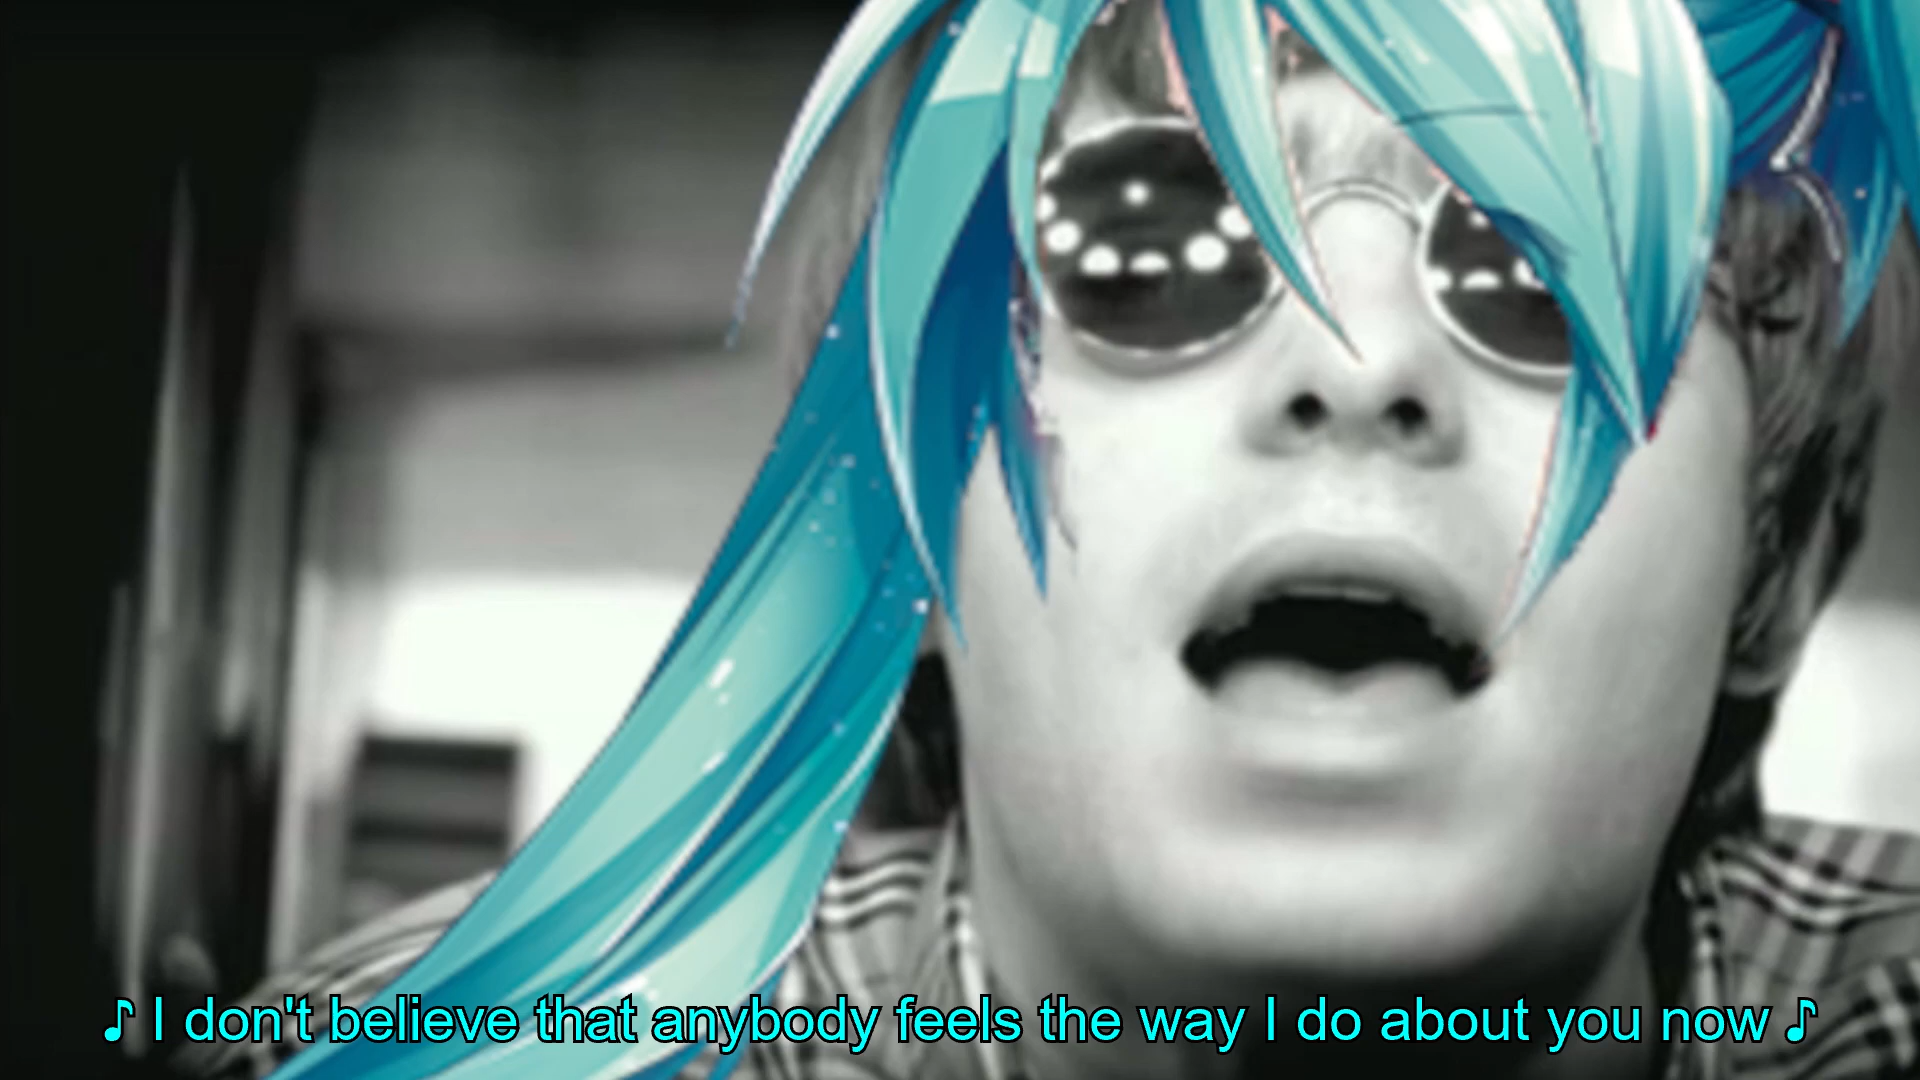 ♪ I don't believe that anybody feels the way I do about you now ♪